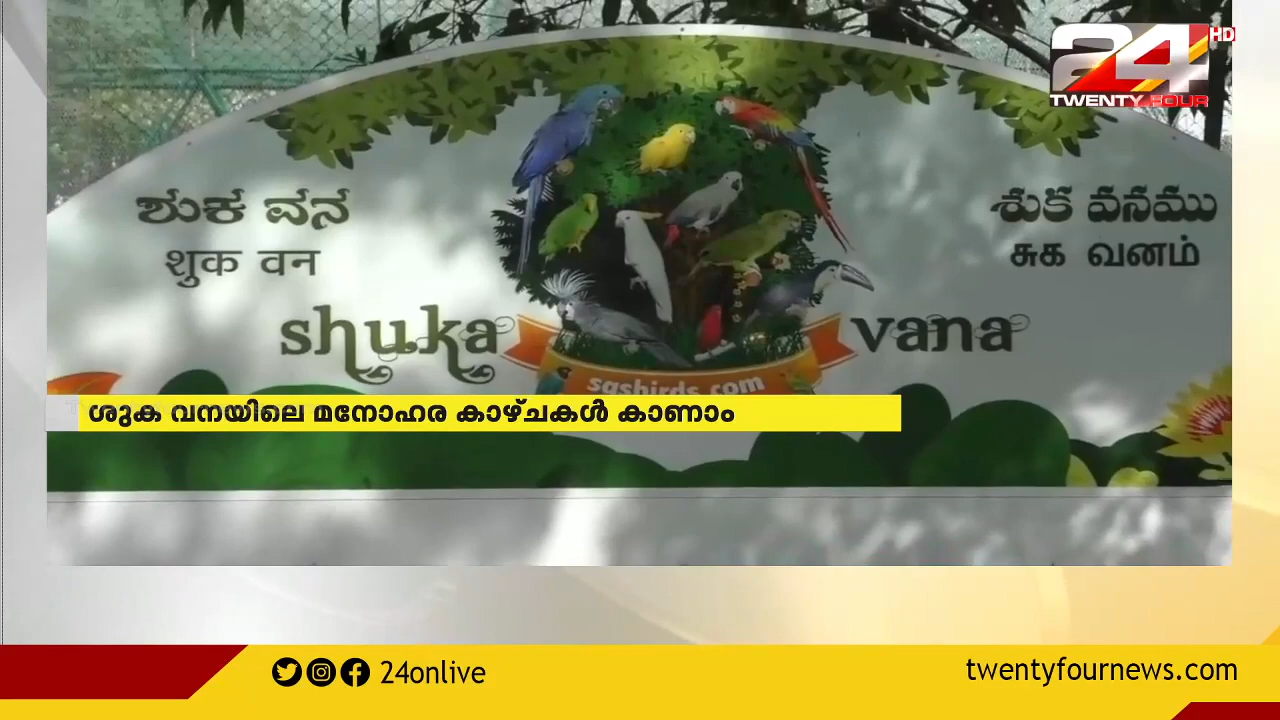 24 HD
TWENTY FOUR
ಶುಕ ವನ
शुक वन
శుక వనము
சுக வனம்
shuka vana
sgsbirds.com
ശുക വനയിലെ മനോഹര കാഴ്ചകൾ കാണാം
24onlive
twentyfournews.com